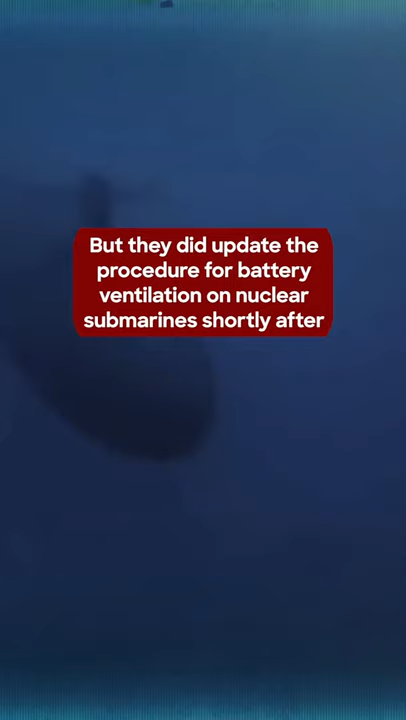 But they did update the
procedure for battery
ventilation on nuclear
submarines shortly after